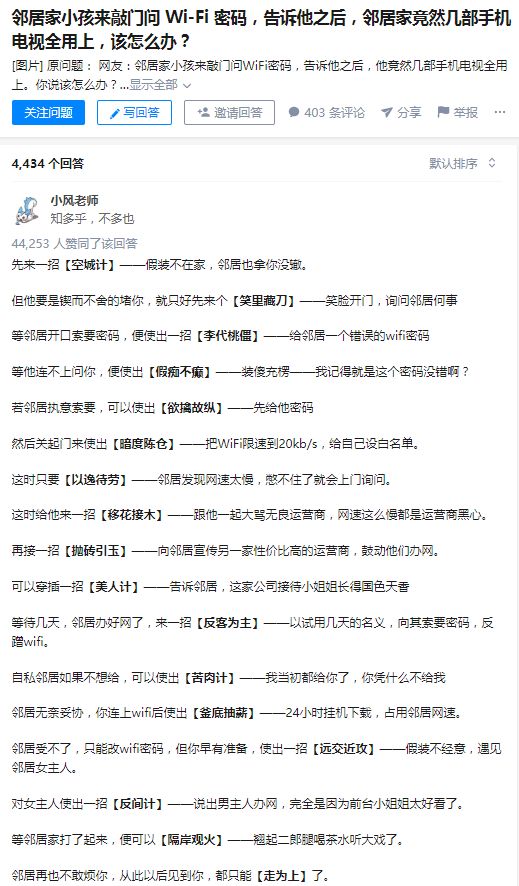 邻居家小孩来敲门问 Wi-Fi 密码，告诉他之后，邻居家竟然几部手机
电视全用上，该怎么办？
[图片] 原问题： 网友：邻居家小孩来敲门问WiFi密码，告诉他之后，他竟然几部手机电视全用
上。你说该怎么办？...显示全部
关注问题 写回答 邀请回答 403 条评论 分享 举报 ...
4,434 个回答 默认排序
小风老师
知多乎，不多也
44,253 人赞同了该回答
先来一招【空城计】——假装不在家，邻居也拿你没辙。
但他要是锲而不舍的堵你，就只好先来个【笑里藏刀】——笑脸开门，询问邻居何事
等邻居开口索要密码，便使出一招【李代桃僵】——给邻居一个错误的wifi密码
等他连不上问你，便使出【假痴不癫】——装傻充楞——我记得就是这个密码没错啊？
若邻居执意索要，可以使出【欲擒故纵】——先给他密码
然后关起门来使出【暗度陈仓】——把WiFi限速到20kb/s，给自己设白名单。
这时只要【以逸待劳】——邻居发现网速太慢，憋不住了就会上门询问。
这时给他来一招【移花接木】——跟他一起大骂无良运营商，网速这么慢都是运营商黑心。
再接一招【抛砖引玉】——向邻居宣传另一家性价比高的运营商，鼓动他们办网。
可以穿插一招【美人计】——告诉邻居，这家公司接待小姐姐长得国色天香
等待几天，邻居办好网了，来一招【反客为主】——以试用几天的名义，向其索要密码，反
蹭wifi。
自私邻居如果不想给，可以使出【苦肉计】——我当初都给你了，你凭什么不给我
邻居无奈妥协，你连上wifi后使出【釜底抽薪】——24小时挂机下载，占用邻居网速。
邻居受不了，只能改wifi密码，但你早有准备，使出一招【远交近攻】——假装不经意，遇见
邻居女主人。
对女主人使出一招【反间计】——说出男主人办网，完全是因为前台小姐姐太好看了。
等邻居家打了起来，便可以【隔岸观火】——翘起二郎腿喝茶水听大戏了。
邻居再也不敢烦你，从此以后见到你，都只能【走为上】了。